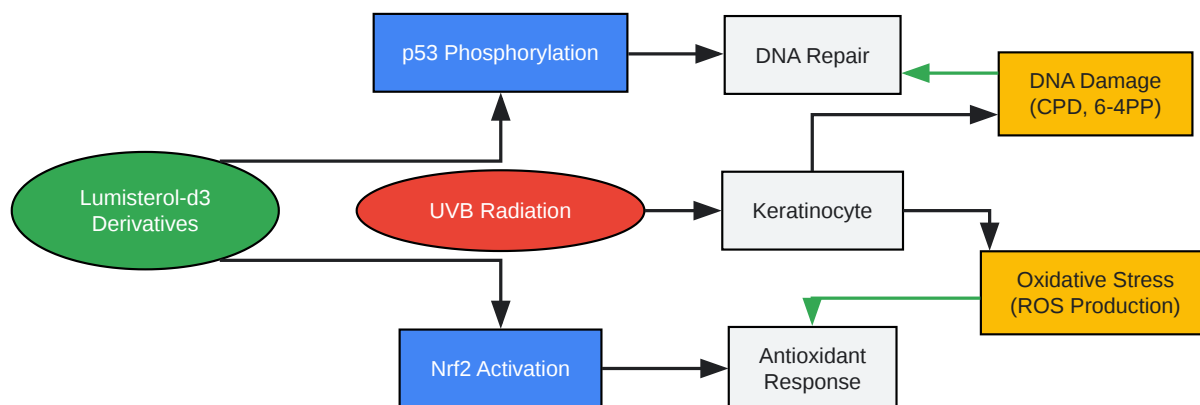 p53 Phosphorylation
DNA Repair
DNA Damage
(CPD, 6-4PP)
Lumisterol-d3
Derivatives
UVB Radiation
Keratinocyte
Oxidative Stress
(ROS Production)
Nrf2 Activation
Antioxidant
Response